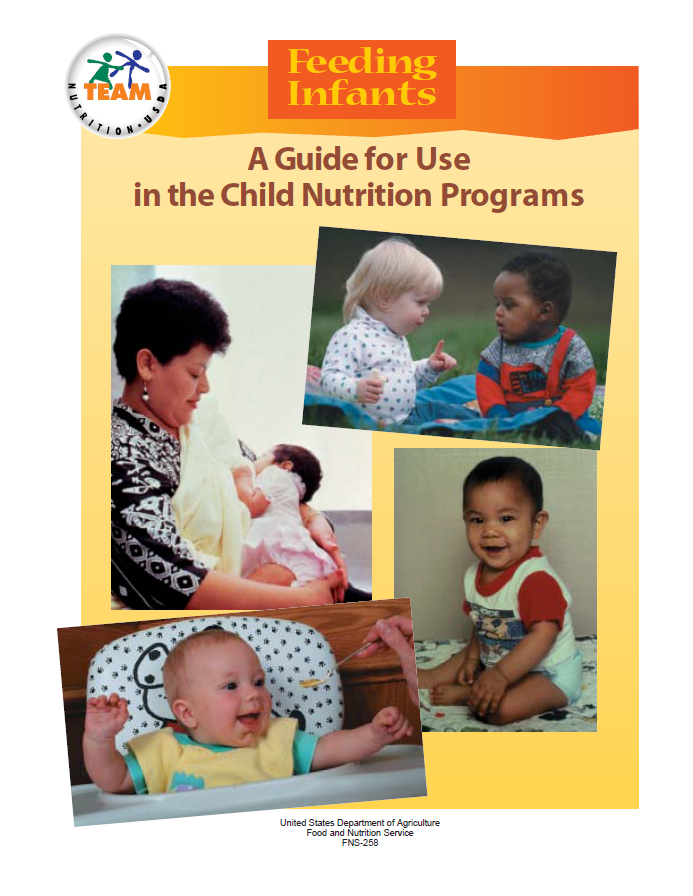 TEAM
NUTRITION • USDA
Feeding
Infants
A Guide for Use
in the Child Nutrition Programs
United States Department of Agriculture
Food and Nutrition Service
FNS-258